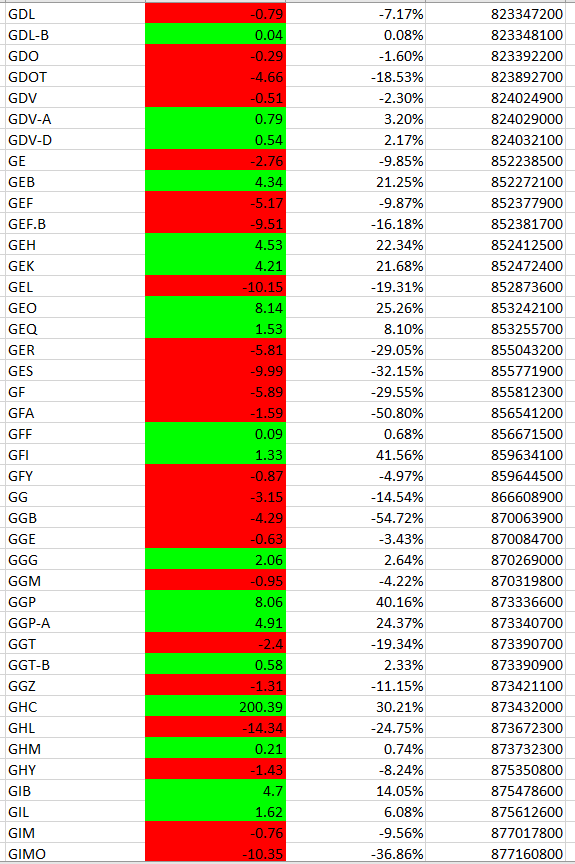 GDL -0.79 -7.17% 823347200
GDL-B 0.04 0.08% 823348100
GDO -0.29 -1.60% 823392200
GDOT -4.66 -18.53% 823892700
GDV -0.51 -2.30% 824024900
GDV-A 0.79 3.20% 824029000
GDV-D 0.54 2.17% 824032100
GE -2.76 -9.85% 852238500
GEB 4.34 21.25% 852272100
GEF -5.17 -9.87% 852377900
GEF.B -9.51 -16.18% 852381700
GEH 4.53 22.34% 852412500
GEK 4.21 21.68% 852472400
GEL -10.15 -19.31% 852873600
GEO 8.14 25.26% 853242100
GEQ 1.53 8.10% 853255700
GER -5.81 -29.05% 855043200
GES -9.99 -32.15% 855771900
GF -5.89 -29.55% 855812300
GFA -1.59 -50.80% 856541200
GFF 0.09 0.68% 856671500
GFI 1.33 41.56% 859634100
GFY -0.87 -4.97% 859644500
GG -3.15 -14.54% 866608900
GGB -4.29 -54.72% 870063900
GGE -0.63 -3.43% 870084700
GGG 2.06 2.64% 870269000
GGM -0.95 -4.22% 870319800
GGP 8.06 40.16% 873336600
GGP-A 4.91 24.37% 873340700
GGT -2.4 -19.34% 873390700
GGT-B 0.58 2.33% 873390900
GGZ -1.31 -11.15% 873421100
GHC 200.39 30.21% 873432000
GHL -14.34 -24.75% 873672300
GHM 0.21 0.74% 873732300
GHY -1.43 -8.24% 875350800
GIB 4.7 14.05% 875478600
GIL 1.62 6.08% 875612600
GIM -0.76 -9.56% 877017800
GIMO -10.35 -36.86% 877160800